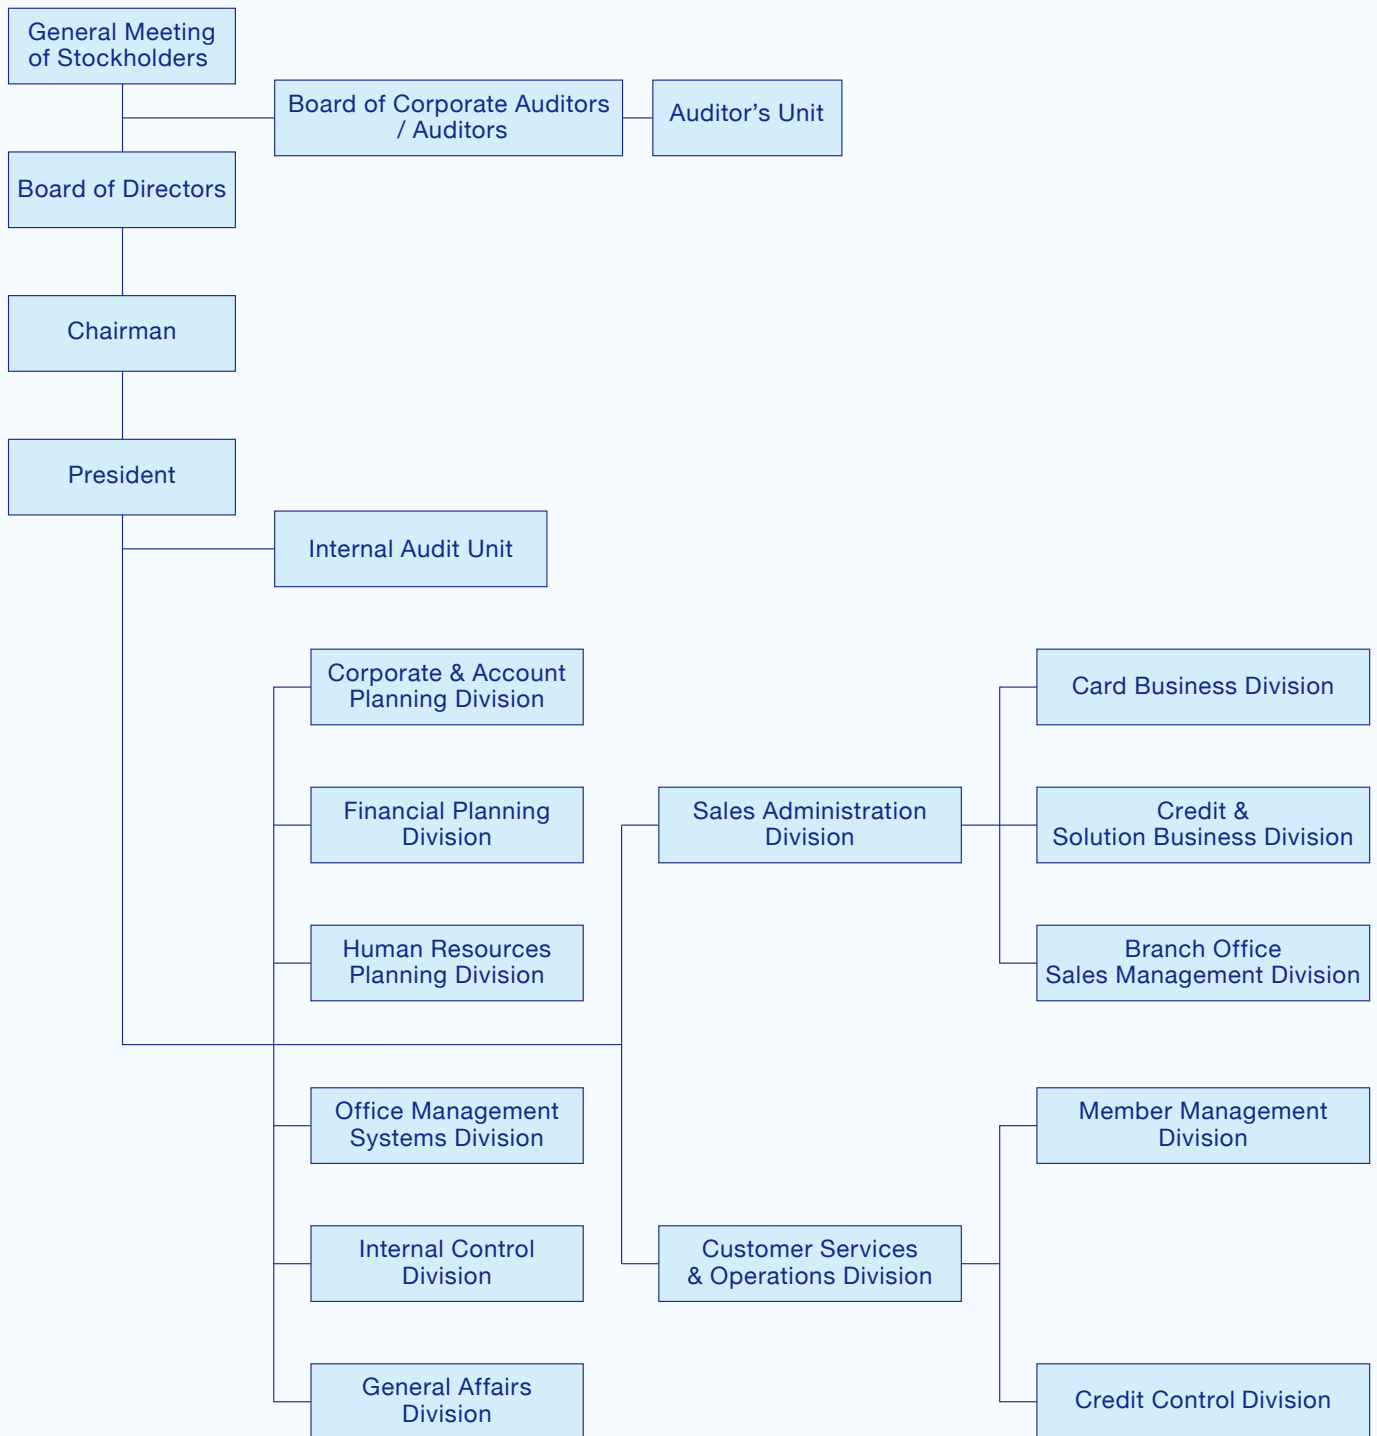 General Meeting
of Stockholders
Board of Corporate Auditors
/ Auditors
Auditor’s Unit
Board of Directors
Chairman
President
Internal Audit Unit
Corporate & Account
Planning Division
Financial Planning
Division
Human Resources
Planning Division
Office Management
Systems Division
Internal Control
Division
General Affairs
Division
Sales Administration
Division
Customer Services
& Operations Division
Card Business Division
Credit &
Solution Business Division
Branch Office
Sales Management Division
Member Management
Division
Credit Control Division